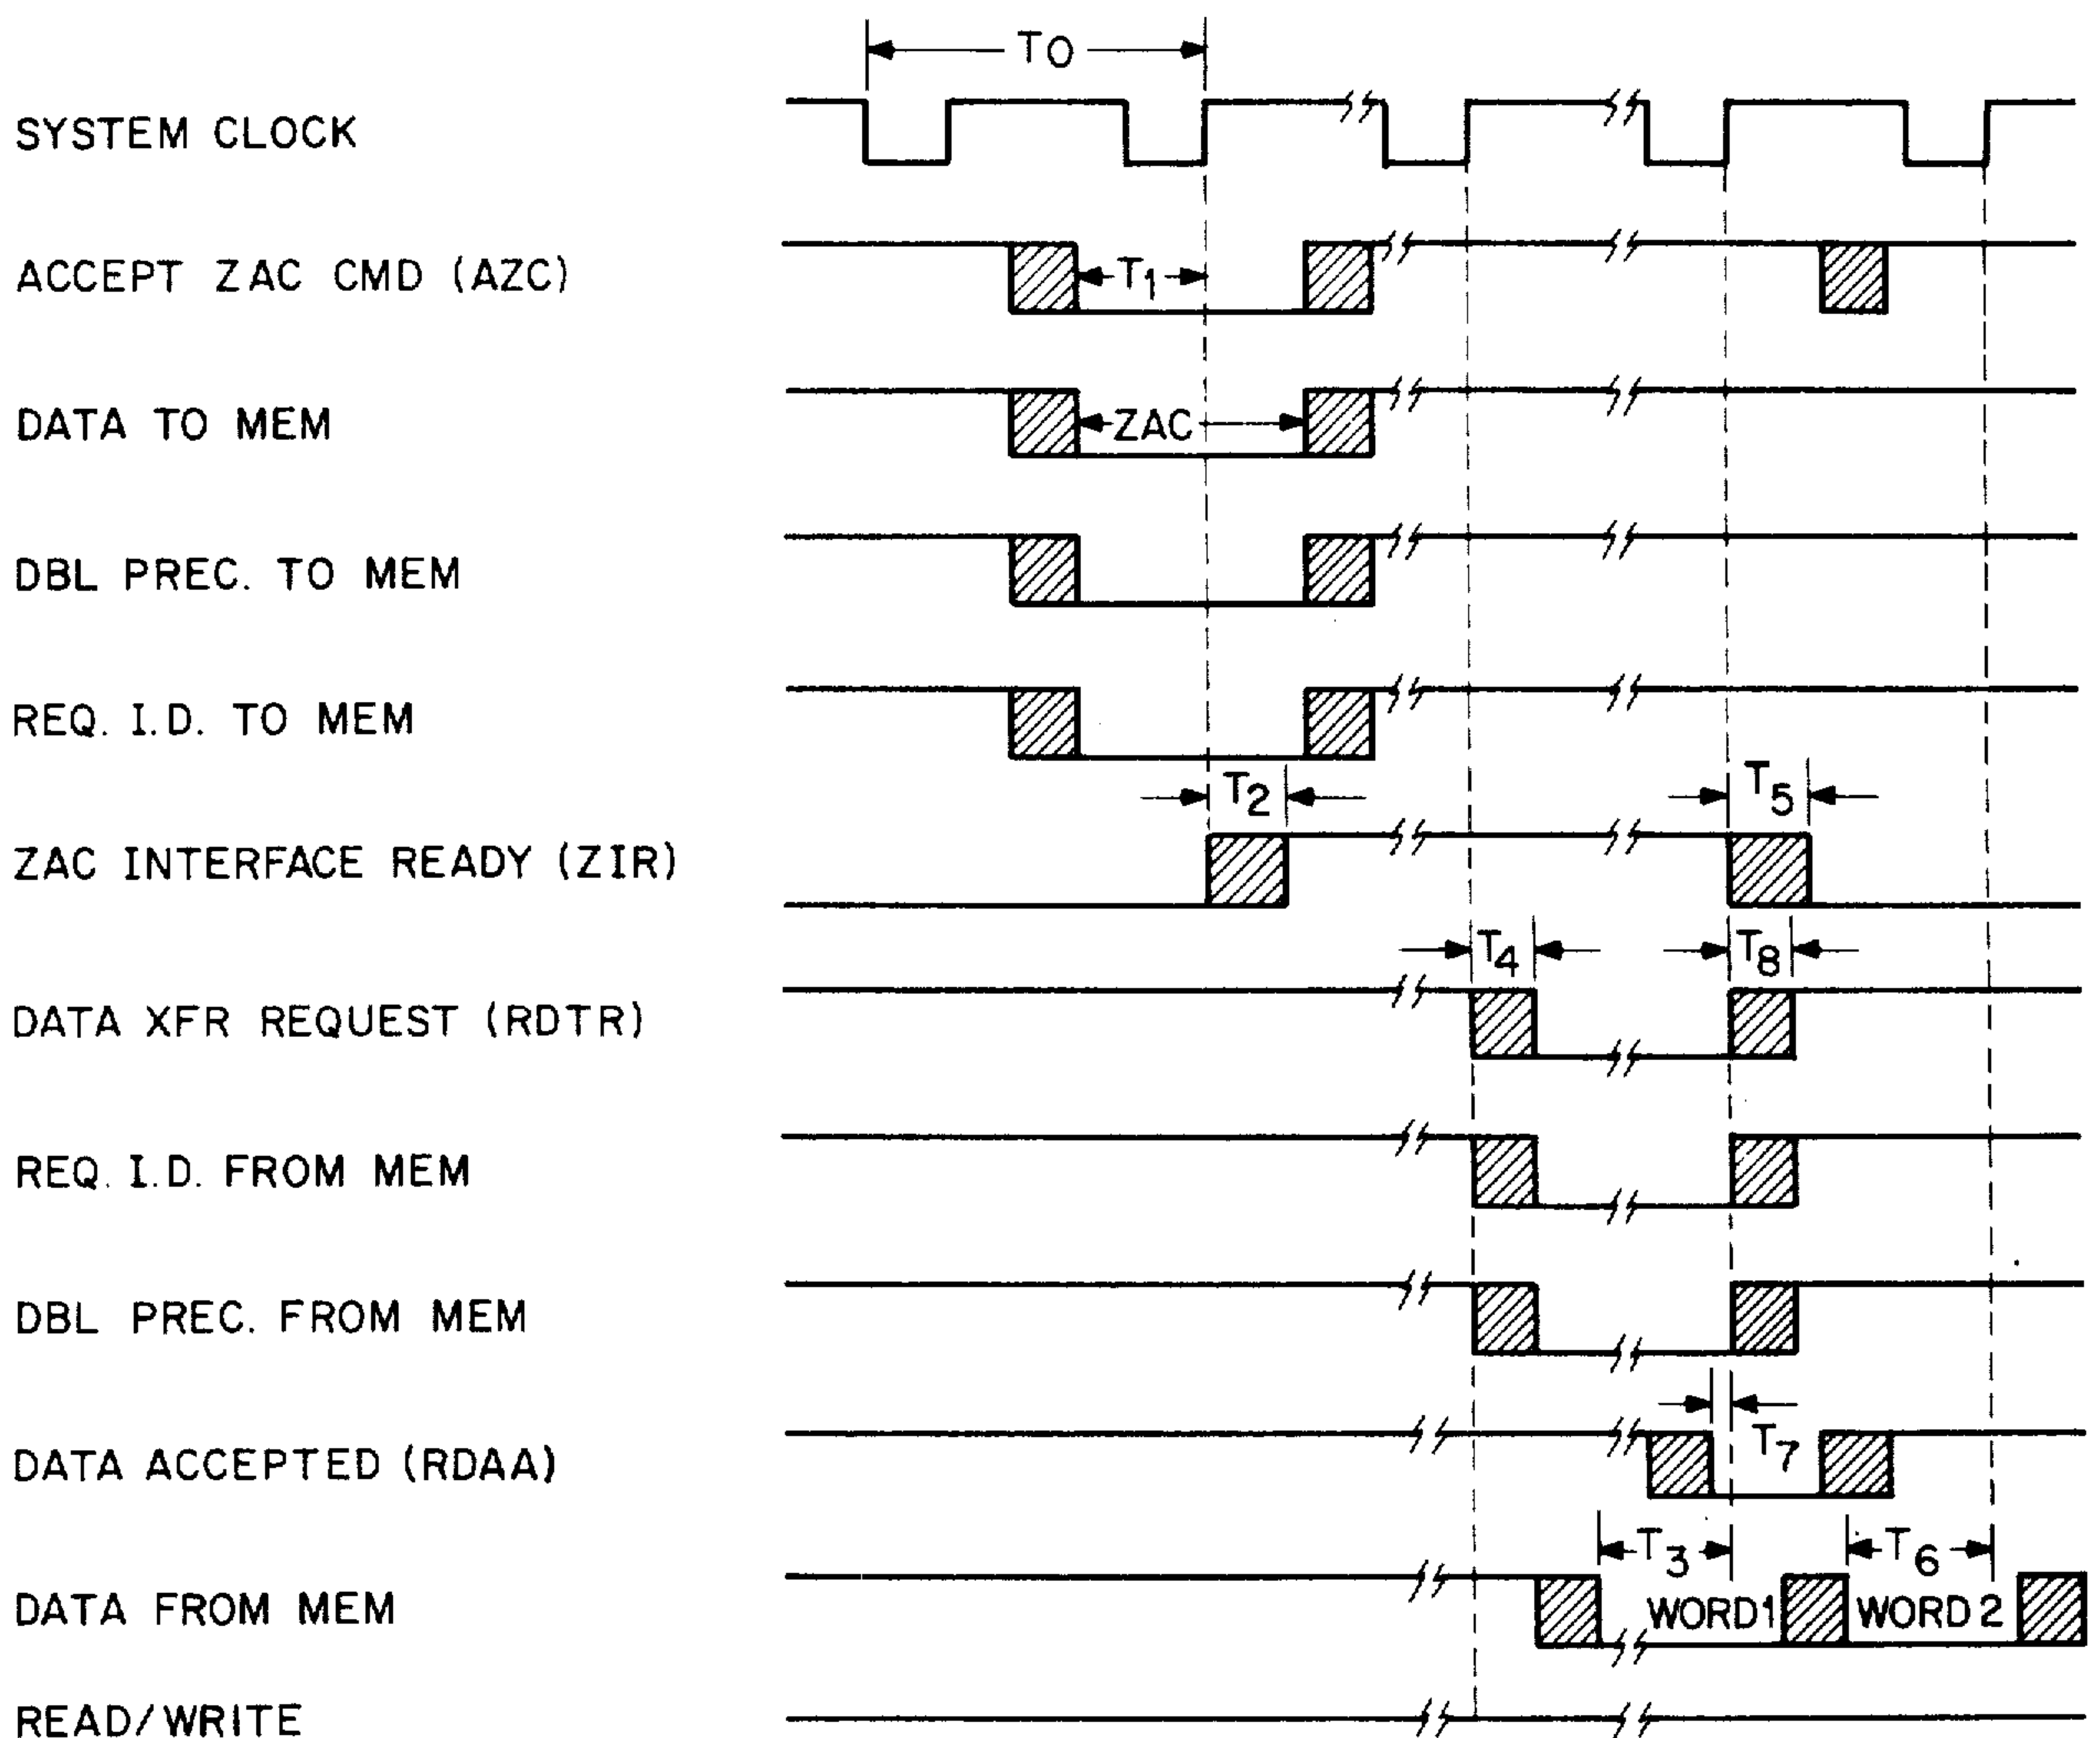 TO
SYSTEM CLOCK
ACCEPT ZAC CMD (AZC)
T1
DATA TO MEM
ZAC
DBL PREC. TO MEM
REQ. I.D. TO MEM
T2
T5
ZAC INTERFACE READY (ZIR)
T4
T8
DATA XFR REQUEST (RDTR)
REQ. I.D. FROM MEM
DBL PREC. FROM MEM
T7
DATA ACCEPTED (RDAA)
T3
T6
DATA FROM MEM
WORD 1
WORD 2
READ/WRITE